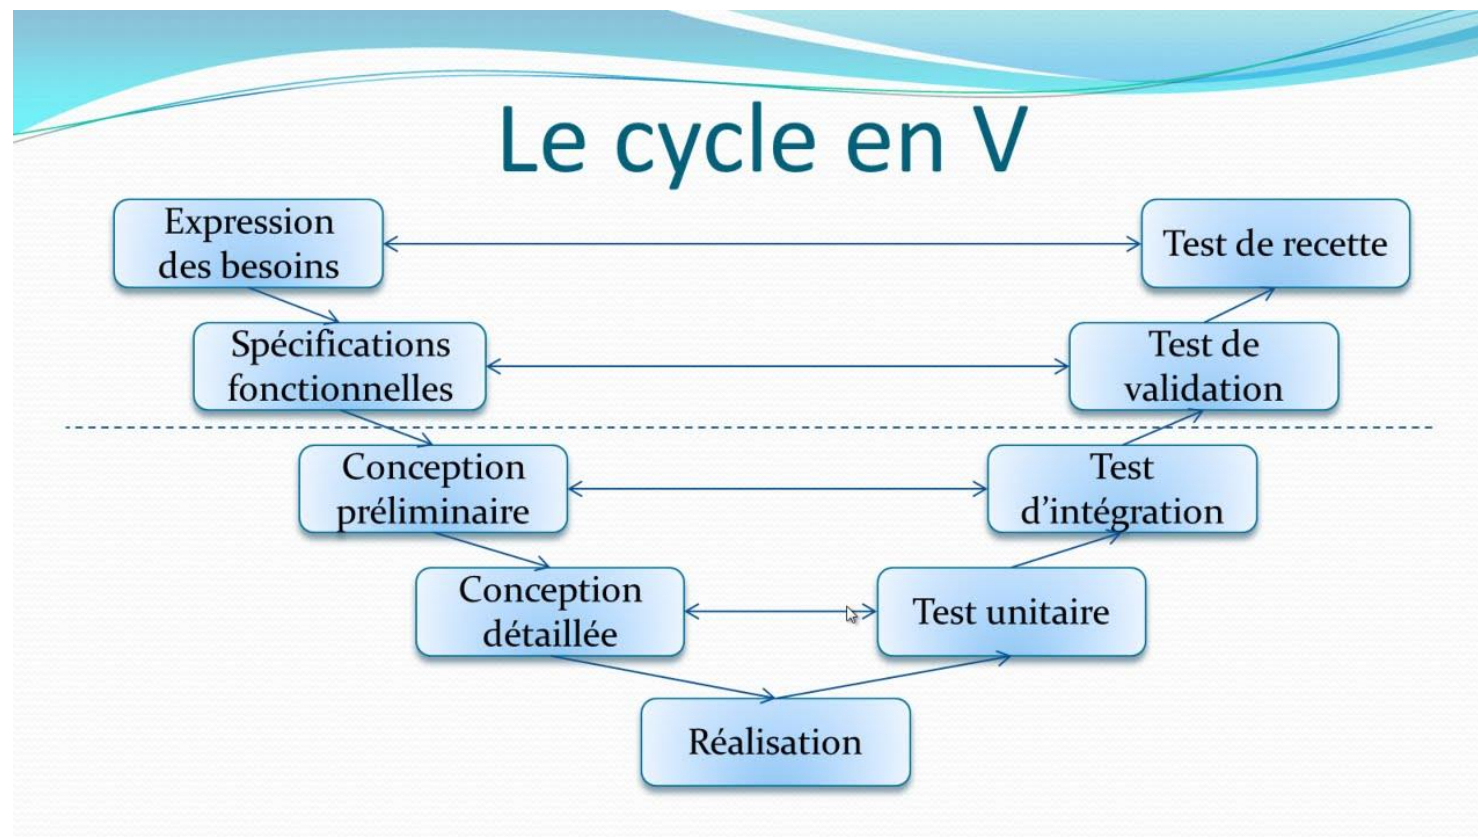 Le cycle en V
Expression
des besoins
Test de recette
Spécifications
fonctionnelles
Test de
validation
Conception
préliminaire
Test
d'intégration
Conception
détaillée
Test unitaire
Réalisation